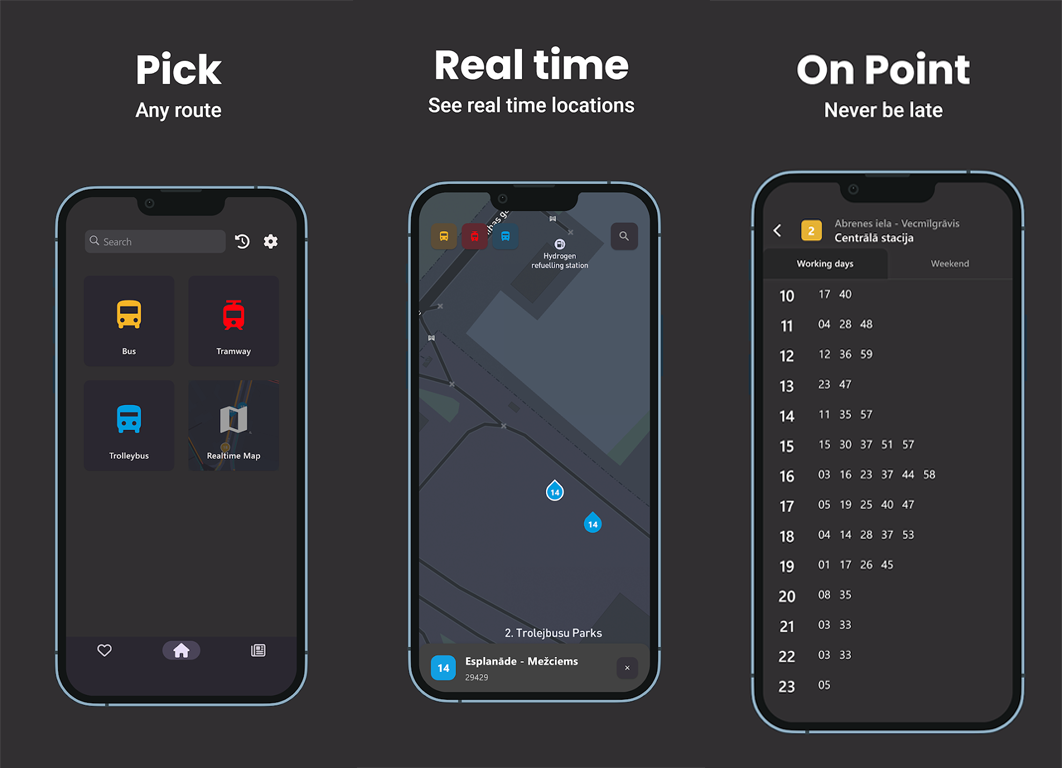 Pick
Any route
Search
Bus
Tramway
Trolleybus
Realtime Map
Real time
See real time locations
Hydrogen
refuelling station
14
14
2. Trolejbusu Parks
14
Esplanāde - Mežciems
29429
On Point
Never be late
2
Abrenes iela - Vecmīlgrāvis
Centrālā stacija
Working days Weekend
10 17 40
11 04 28 48
12 12 36 59
13 23 47
14 11 35 57
15 15 30 37 51 57
16 03 16 23 37 44 58
17 05 19 25 40 47
18 04 14 28 37 53
19 01 17 26 45
20 08 35
21 03 33
22 03 33
23 05